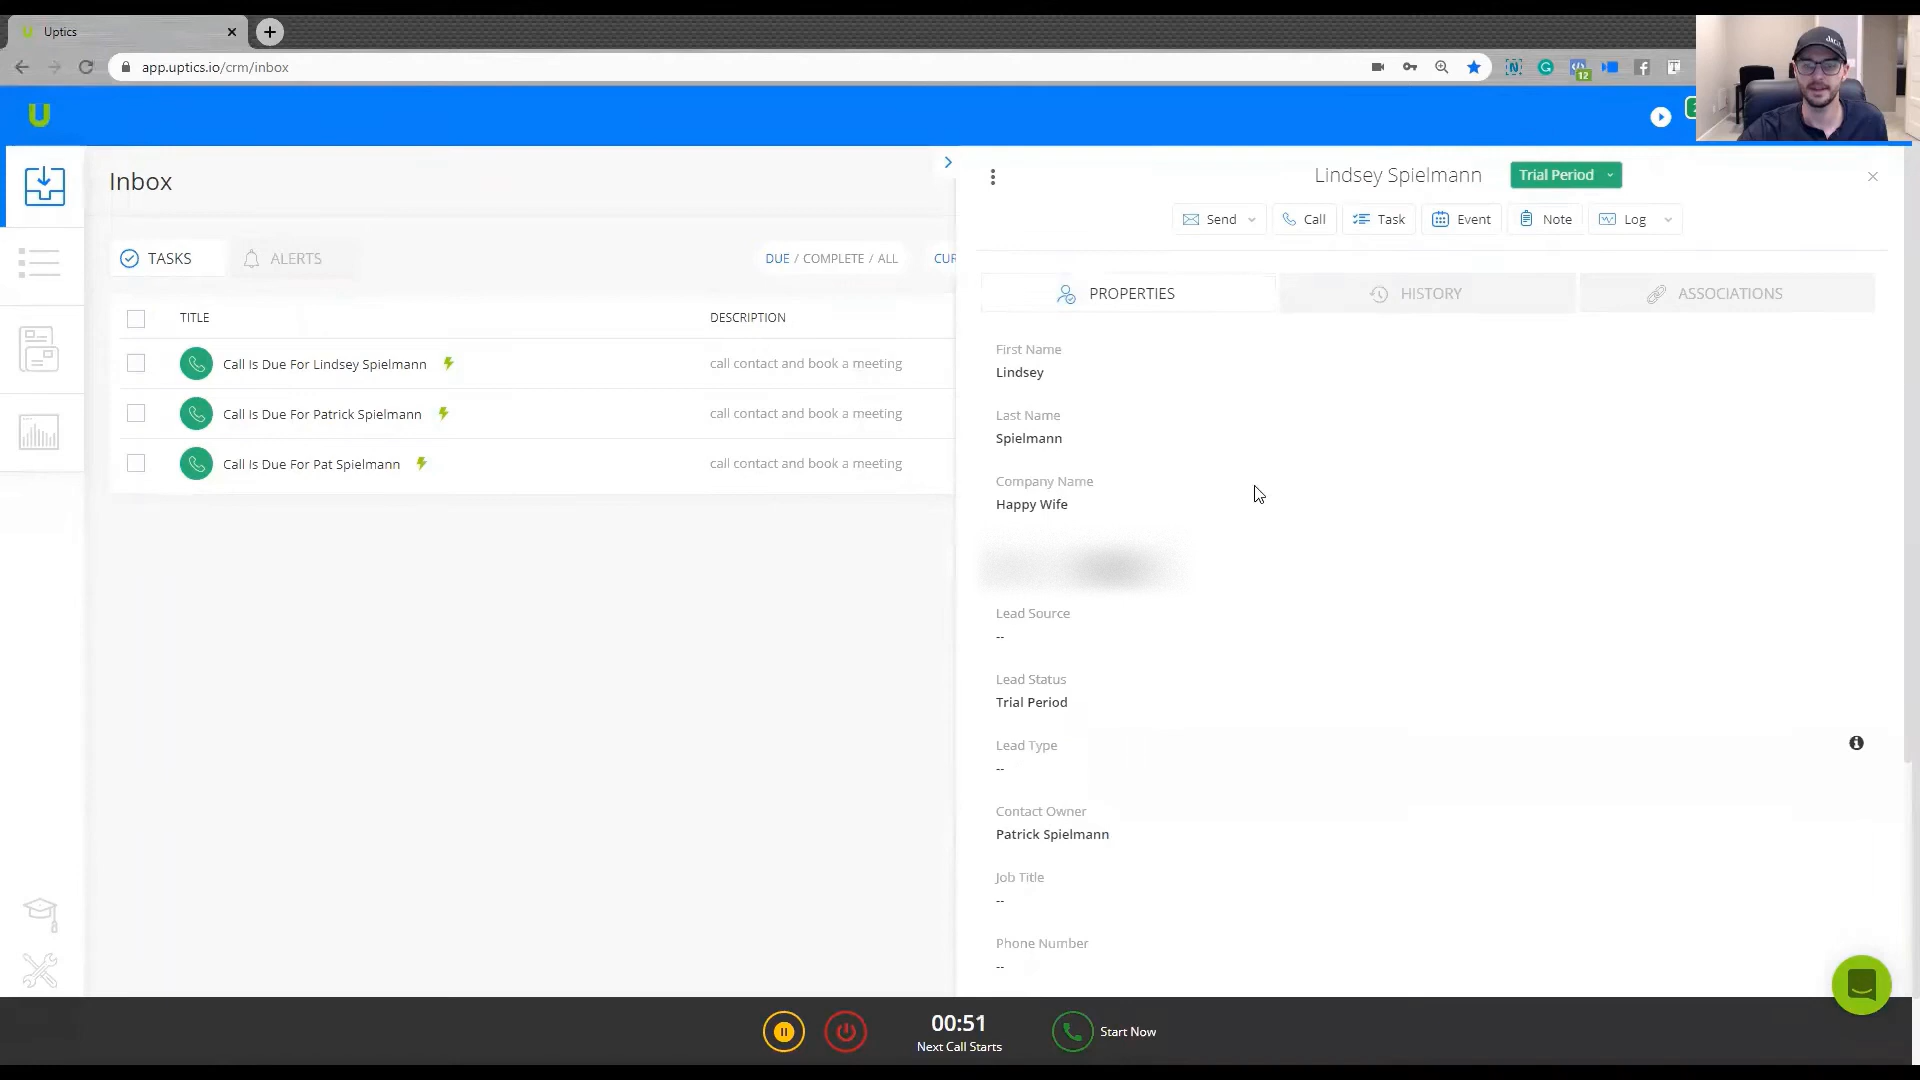 Uptics
app.uptics.io/crm/inbox
12
U
Inbox
Lindsey Spielmann
Trial Period
Send
Call
Task
Event
Note
Log
TASKS
ALERTS
DUE / COMPLETE / ALL
CUR
PROPERTIES
HISTORY
ASSOCIATIONS
TITLE
DESCRIPTION
Call Is Due For Lindsey Spielmann
call contact and book a meeting
Call Is Due For Patrick Spielmann
call contact and book a meeting
Call Is Due For Pat Spielmann
call contact and book a meeting
First Name
Lindsey
Last Name
Spielmann
Company Name
Happy Wife
Lead Source
--
Lead Status
Trial Period
Lead Type
--
Contact Owner
Patrick Spielmann
Job Title
--
Phone Number
--
00:51
Next Call Starts
Start Now